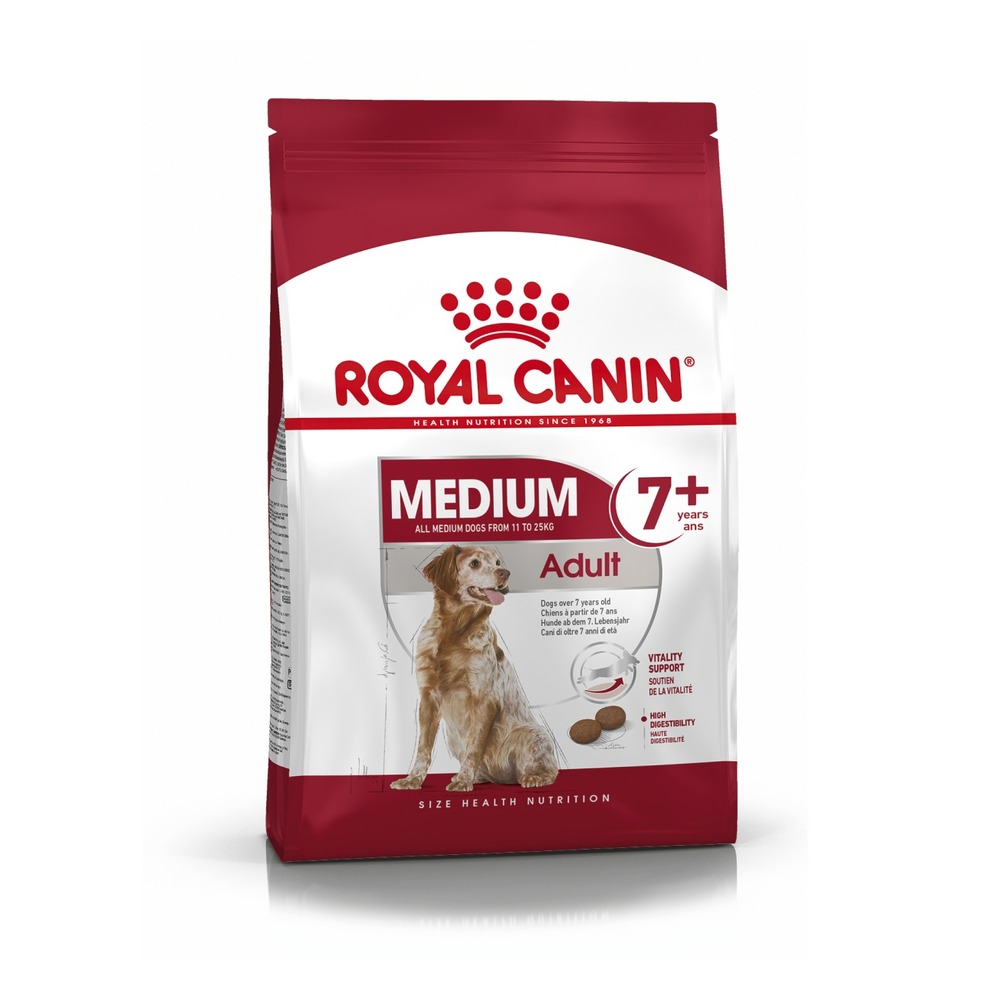 ROYAL CANIN®
HEALTH NUTRITION SINCE 1968
MEDIUM
ALL MEDIUM DOGS FROM 11 TO 25KG
7+
years
ans
Adult
Dogs over 7 years old
Chiens à partir de 7 ans
Hunde ab dem 7. Lebensjahr
Cani di oltre 7 anni di età
VITALITY
SUPPORT
SOUTIEN
DE LA VITALITÉ
HIGH
DIGESTIBILITY
HAUTE
DIGESTIBILITÉ
SIZE HEALTH NUTRITION